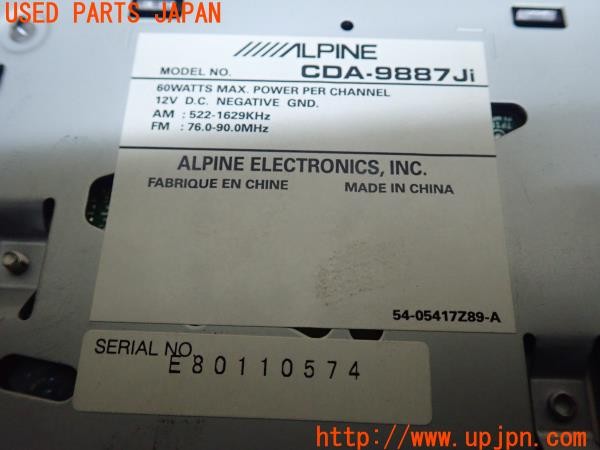 USED PARTS JAPAN
ALPINE
MODEL NO. CDA-9887Ji
60WATTS MAX. POWER PER CHANNEL
12V D.C. NEGATIVE GND.
AM : 522-1629KHz
FM : 76.0-90.0MHz
ALPINE ELECTRONICS, INC.
FABRIQUE EN CHINE MADE IN CHINA
54-05417Z89-A
SERIAL NO.
E80110574
http://www.upjpn.com/